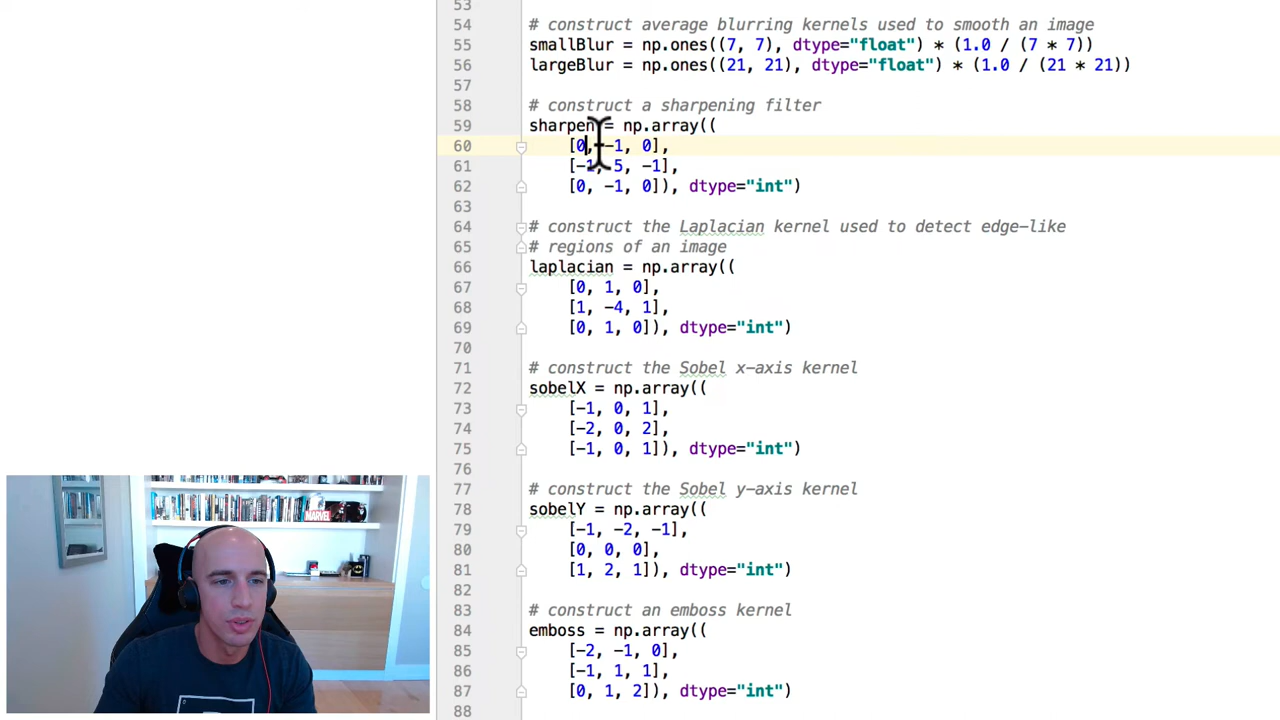 53
54 # construct average blurring kernels used to smooth an image
55 smallBlur = np.ones((7, 7), dtype="float") * (1.0 / (7 * 7))
56 largeBlur = np.ones((21, 21), dtype="float") * (1.0 / (21 * 21))
57
58 # construct a sharpening filter
59 sharpen = np.array((
60 [0, -1, 0],
61 [-1, 5, -1],
62 [0, -1, 0]), dtype="int")
63
64 # construct the Laplacian kernel used to detect edge-like
65 # regions of an image
66 laplacian = np.array((
67 [0, 1, 0],
68 [1, -4, 1],
69 [0, 1, 0]), dtype="int")
70
71 # construct the Sobel x-axis kernel
72 sobelX = np.array((
73 [-1, 0, 1],
74 [-2, 0, 2],
75 [-1, 0, 1]), dtype="int")
76
77 # construct the Sobel y-axis kernel
78 sobelY = np.array((
79 [-1, -2, -1],
80 [0, 0, 0],
81 [1, 2, 1]), dtype="int")
82
83 # construct an emboss kernel
84 emboss = np.array((
85 [-2, -1, 0],
86 [-1, 1, 1],
87 [0, 1, 2]), dtype="int")
88
MARVEL